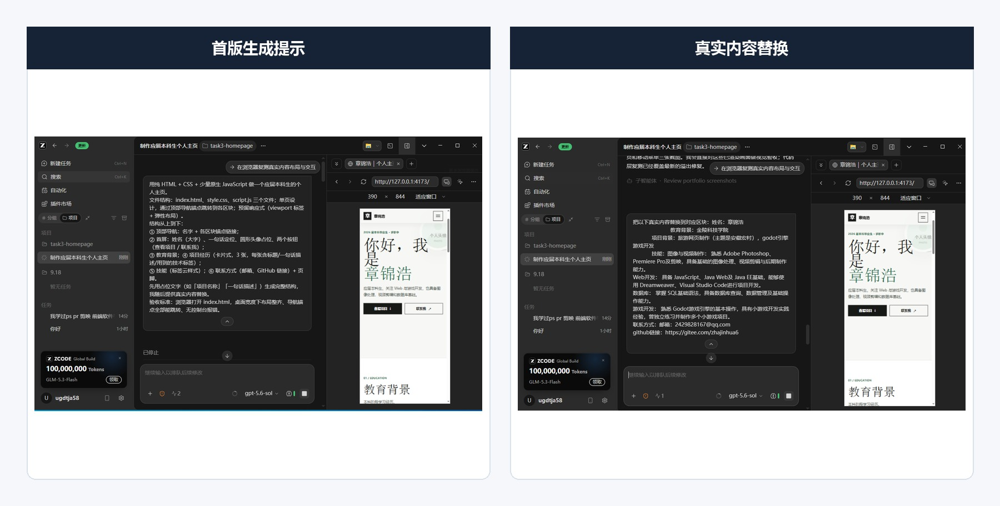 首版生成提示
更新
制作应届本科生个人主页
task3-homepage
新建任务 Ctrl+N
搜索 Ctrl+K
自动化
插件市场
# 分组
项目
项目
task3-homepage
制作应届本科生个人主页 刚刚
9.18
暂无任务
任务
我学过ps pr 剪映 前端软件 14分
你好 1小时
ZCODE Global Build
100,000,000 Tokens
GLM-5.3-Flash 领取
U ugdtja58
在浏览器复测真实内容布局与交互
用纯 HTML + CSS + 少量原生 JavaScript 做一个应届本科生的个
人主页。
文件结构：index.html、style.css、script.js 三个文件；单页设
计，通过顶部导航锚点跳转到各区块；预留响应式（viewport 标签
+ 弹性布局）。
结构从上到下：
① 顶部导航：名字 + 各区块锚点链接；
② 首屏：姓名（大字）、一句话定位、圆形头像占位、两个按钮
（查看项目 / 联系我）；
③ 教育背景；④ 项目经历（卡片式，3 张，每张含标题/一句话描
述/用到的技术标签）；
⑤ 技能（标签云样式）；⑥ 联系方式（邮箱、GitHub 链接）+ 页
脚。
先用占位文字（如「项目名称」「一句话描述」）生成完整结构，
我随后提供真实内容替换。
验收标准：浏览器打开 index.html，桌面宽度下布局整齐、导航锚
点全部能跳转、无控制台报错。
已停止
继续输入以排队后续修改
2
gpt-5.6-sol
章锦浩 | 个人主
http://127.0.0.1:4173/
390 × 844 适应窗口
章锦浩
2026 届本科毕业生 · 求职中
个人头像
你好，我
是
章锦浩
应届本科生，关注 Web 与游戏开发，也具备图
像处理、视频剪辑和数据库基础。
查看项目 ↓
联系我 ↗
01 / EDUCATION
教育背景
本科阶段学习经历。
真实内容替换
更新
制作应届本科生个人主页
task3-homepage
新建任务 Ctrl+N
搜索 Ctrl+K
自动化
插件市场
# 分组
项目
项目
task3-homepage
制作应届本科生个人主页 刚刚
9.18
暂无任务
任务
我学过ps pr 剪映 前端软件 14分
你好 1小时
ZCODE Global Build
100,000,000 Tokens
GLM-5.3-Flash 领取
U ugdtja58
页和移动菜单三张截图。我会直接对这些已渲染画面做视觉验收；代码
层复测已经覆盖最新的溢出修复。
在浏览器复测真实内容布局与交互
子智能体 · Review portfolio screenshots
把以下真实内容替换到对应区块：姓名：章锦浩
教育背景：金陵科技学院
项目背景：旅游网页制作（主题是安徽宏村），godot引擎
游戏开发
技能：图像与视频制作： 熟悉 Adobe Photoshop、
Premiere Pro及剪映，具备基础的图像处理、视频剪辑与后期制作
能力。
Web开发： 具备 JavaScript、Java Web及 Java EE基础，能够使
用 Dreamweaver、Visual Studio Code进行项目开发。
数据库： 掌握 SQL基础语法，具备数据库查询、数据管理及基础操
作能力。
游戏开发： 熟悉 Godot游戏引擎的基本操作，具有小游戏开发实践
经验，曾独立练习并制作多个小游戏项目。
联系方式：邮箱：2429828167@qq.com
github链接：https://gitee.com/zhajinhua6
继续输入以排队后续修改
1
gpt-5.6-sol
章锦浩 | 个人主
http://127.0.0.1:4173/
390 × 844 适应窗口
章锦浩
2026 届本科毕业生 · 求职中
个人头像
你好，我
是
章锦浩
应届本科生，关注 Web 与游戏开发，也具备图
像处理、视频剪辑和数据库基础。
查看项目 ↓
联系我 ↗
01 / EDUCATION
教育背景
本科阶段学习经历。